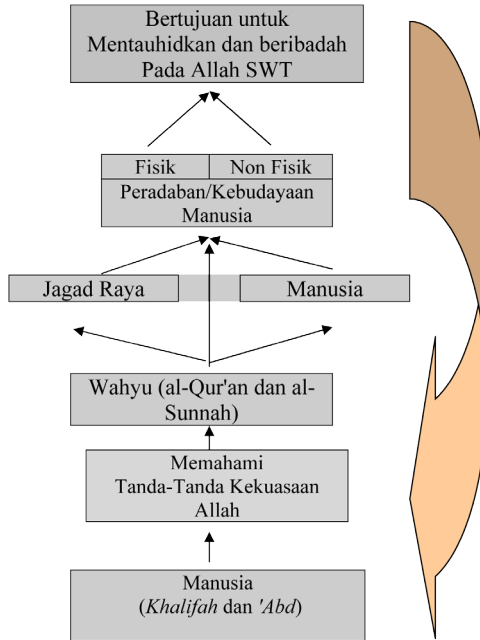 Bertujuan untuk
Mentauhidkan dan beribadah
Pada Allah SWT
Fisik
Non Fisik
Peradaban/Kebudayaan
Manusia
Jagad Raya
Manusia
Wahyu (al-Qur'an dan al-
Sunnah)
Memahami
Tanda-Tanda Kekuasaan
Allah
Manusia
(Khalifah dan 'Abd)